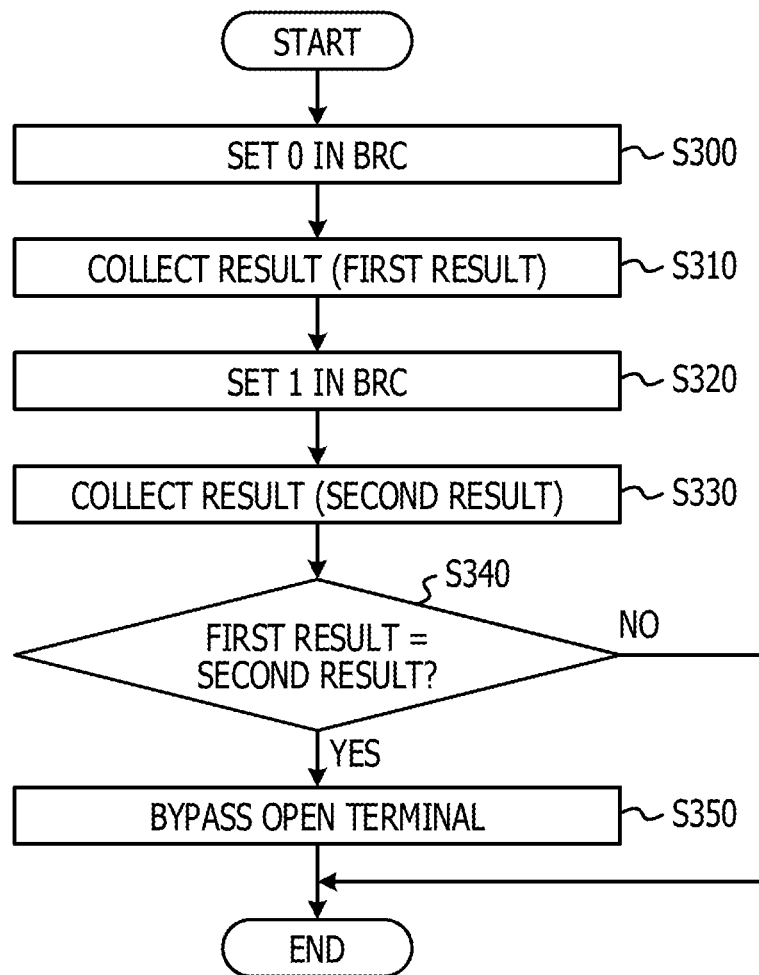 START
SET 0 IN BRC
S300
COLLECT RESULT (FIRST RESULT)
S310
SET 1 IN BRC
S320
COLLECT RESULT (SECOND RESULT)
S330
S340
FIRST RESULT =
SECOND RESULT?
NO
YES
BYPASS OPEN TERMINAL
S350
END